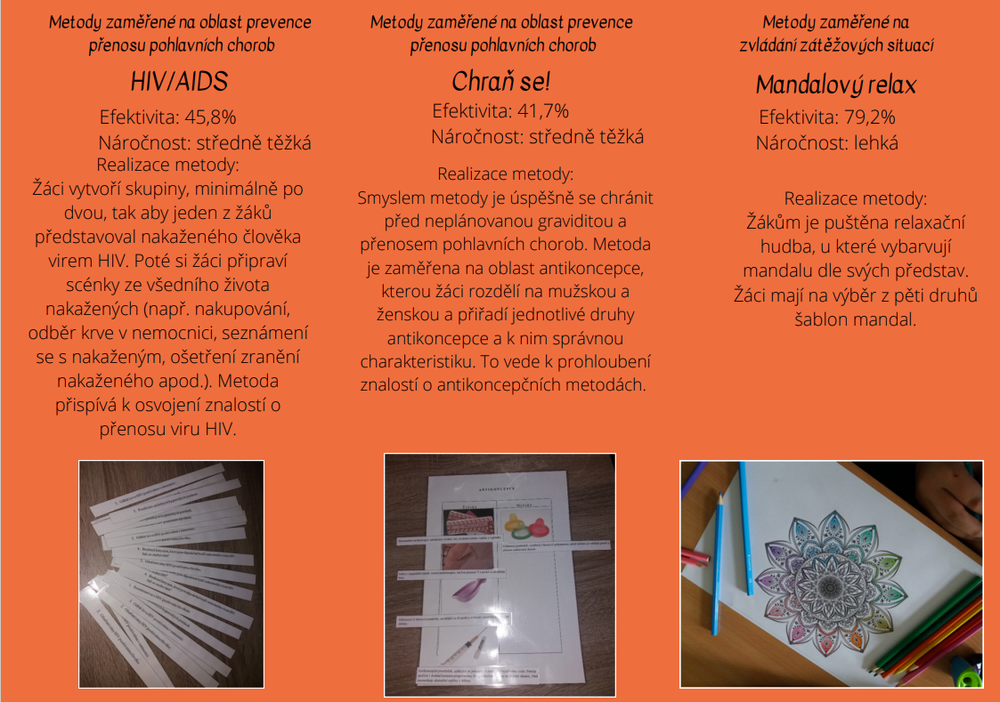 Metody zaměřené na oblast prevence
přenosu pohlavních chorob
HIV/AIDS
Efektivita: 45,8%
Náročnost: středně těžká
Realizace metody:
Žáci vytvoří skupiny, minimálně po
dvou, tak aby jeden z žáků
představoval nakaženého člověka
virem HIV. Poté si žáci připraví
scénky ze všedního života
nakažených (např. nakupování,
odběr krve v nemocnici, seznámení
se s nakaženým, ošetření zranění
nakaženého apod.). Metoda
přispívá k osvojení znalostí o
přenosu viru HIV.
Metody zaměřené na oblast prevence
přenosu pohlavních chorob
Chraň se!
Efektivita: 41,7%
Náročnost: středně těžká
Realizace metody:
Smyslem metody je úspěšně se chránit
před neplánovanou graviditou a
přenosem pohlavních chorob. Metoda
je zaměřena na oblast antikoncepce,
kterou žáci rozdělí na mužskou a
ženskou a přiřadí jednotlivé druhy
antikoncepce a k nim správnou
charakteristiku. To vede k prohloubení
znalostí o antikoncepčních metodách.
ANTIKONCEPCE
Ženská
Mužská
Metody zaměřené na
zvládání zátěžových situací
Mandalový relax
Efektivita: 79,2%
Náročnost: lehká
Realizace metody:
Žákům je puštěna relaxační
hudba, u které vybarvují
mandalu dle svých představ.
Žáci mají na výběr z pěti druhů
šablon mandal.